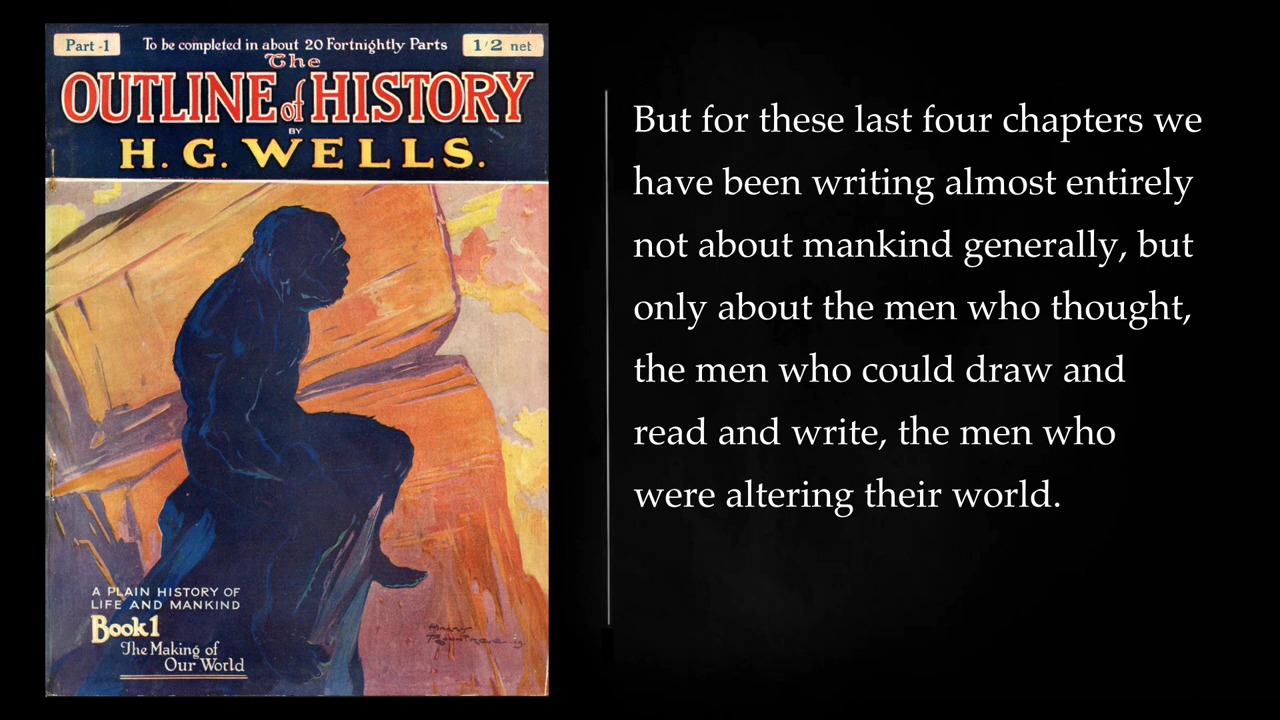 Part -1
To be completed in about 20 Fortnightly Parts
1/2 net
The
OUTLINE of HISTORY
BY
H. G. WELLS.
A PLAIN HISTORY OF
LIFE AND MANKIND
Book 1
The Making of
Our World
But for these last four chapters we
have been writing almost entirely
not about mankind generally, but
only about the men who thought,
the men who could draw and
read and write, the men who
were altering their world.